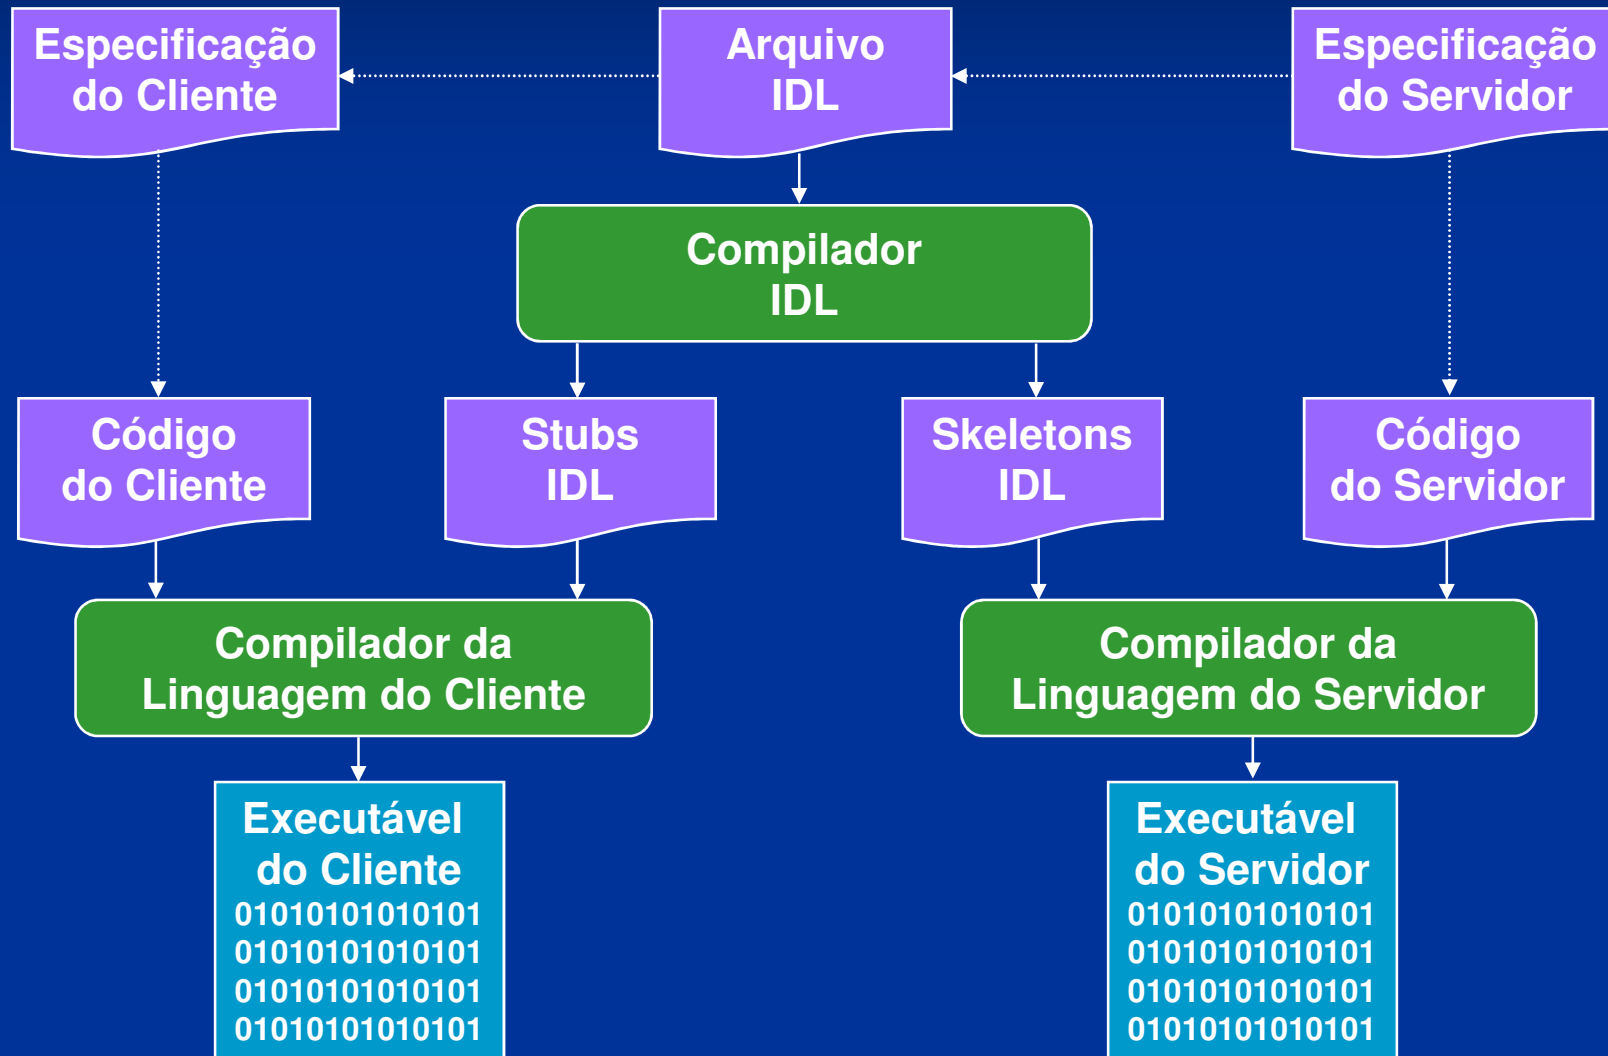 Especificação
do Cliente
Arquivo
IDL
Especificação
do Servidor
Compilador
IDL
Código
do Cliente
Stubs
IDL
Skeletons
IDL
Código
do Servidor
Compilador da
Linguagem do Cliente
Compilador da
Linguagem do Servidor
Executável
do Cliente
01010101010101
01010101010101
01010101010101
01010101010101
Executável
do Servidor
01010101010101
01010101010101
01010101010101
01010101010101